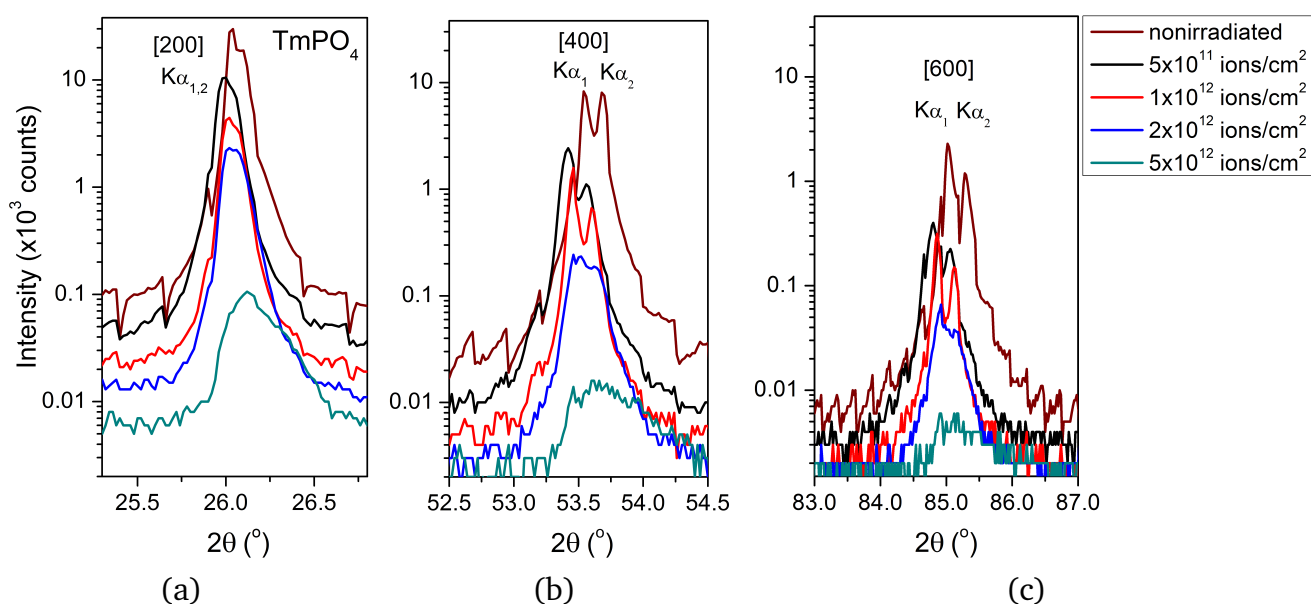 [200]
Kα₁,₂
TmPO₄
10
1
0.1
0.01
Intensity (x10³ counts)
25.5 26.0 26.5
2θ (°)
(a)
[400]
Kα₁ Kα₂
10
1
0.1
0.01
52.5 53.0 53.5 54.0 54.5
2θ (°)
(b)
[600]
Kα₁ Kα₂
10
1
0.1
0.01
83.0 84.0 85.0 86.0 87.0
2θ (°)
(c)
nonirradiated
5x10¹¹ ions/cm²
1x10¹² ions/cm²
2x10¹² ions/cm²
5x10¹² ions/cm²